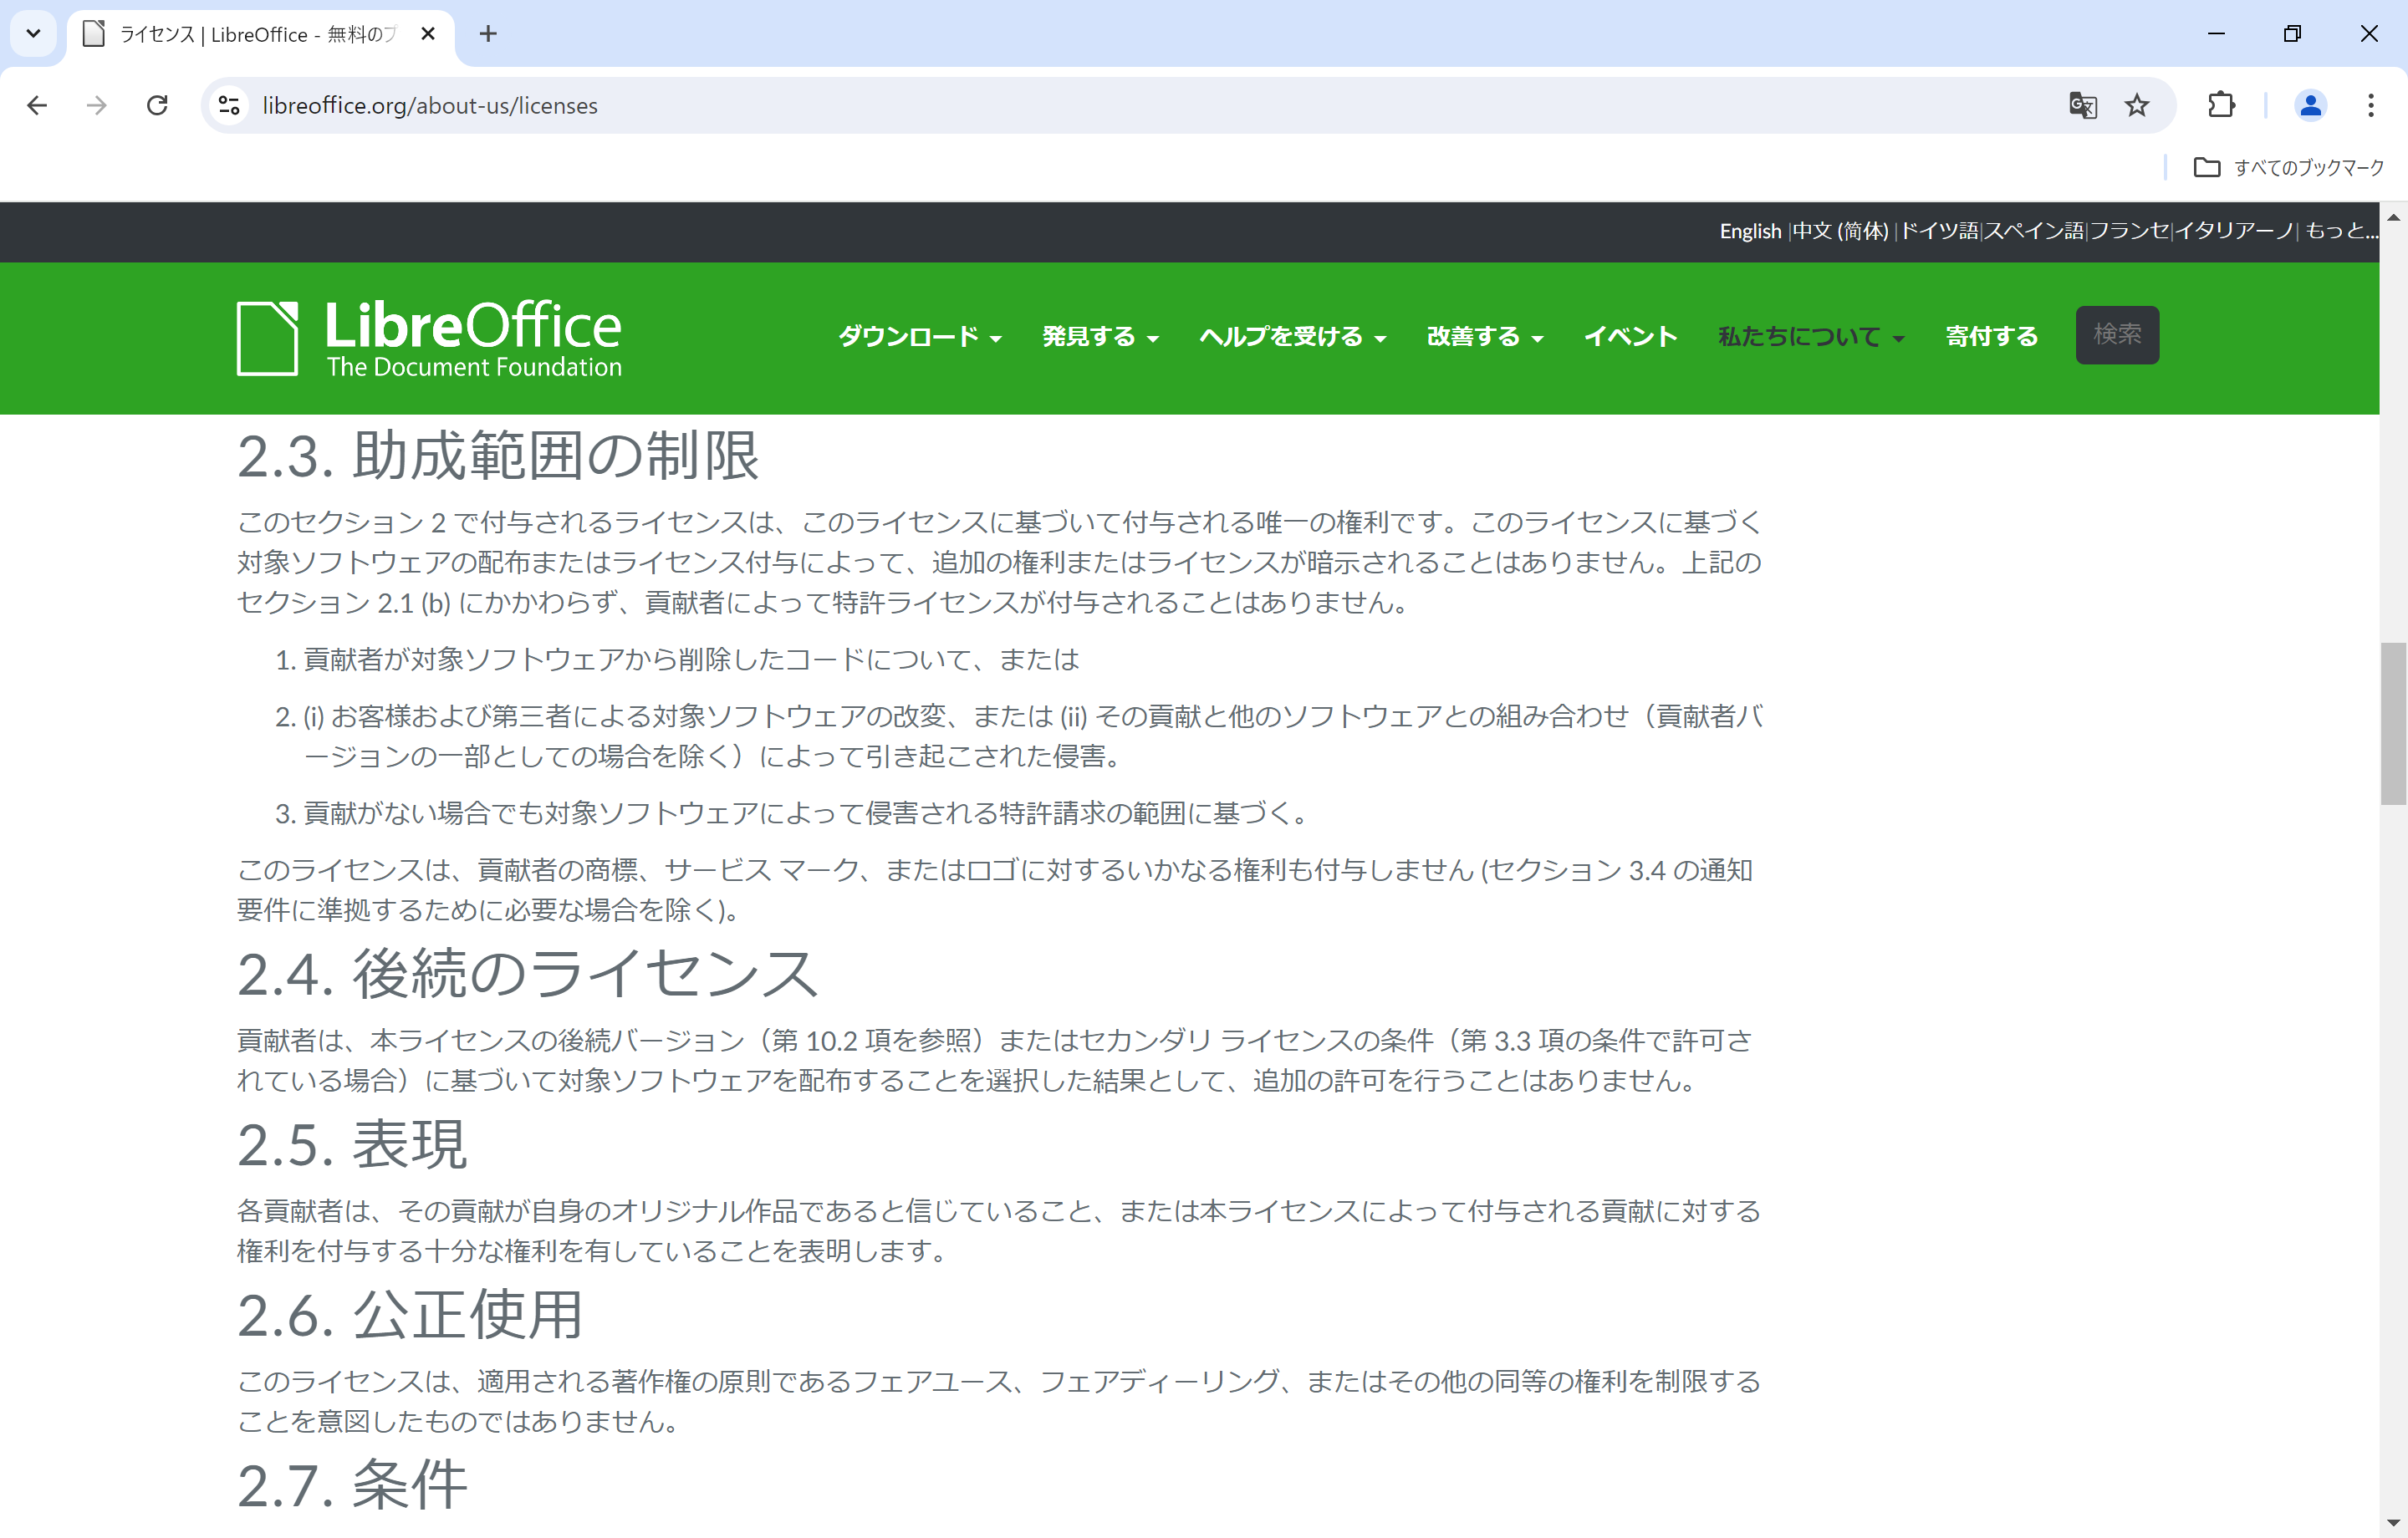 ライセンス | LibreOffice - 無料のプ
libreoffice.org/about-us/licenses
すべてのブックマーク
English |中文 (简体) |ドイツ語|スペイン語|フランセ|イタリアーノ| もっと...
LibreOffice
The Document Foundation
ダウンロード 発見する ヘルプを受ける 改善する イベント 私たちについて 寄付する 検索
2.3. 助成範囲の制限
このセクション 2 で付与されるライセンスは、このライセンスに基づいて付与される唯一の権利です。このライセンスに基づく
対象ソフトウェアの配布またはライセンス付与によって、追加の権利またはライセンスが暗示されることはありません。上記の
セクション 2.1 (b) にかかわらず、貢献者によって特許ライセンスが付与されることはありません。
1. 貢献者が対象ソフトウェアから削除したコードについて、または
2. (i) お客様および第三者による対象ソフトウェアの改変、または (ii) その貢献と他のソフトウェアとの組み合わせ（貢献者バ
ージョンの一部としての場合を除く）によって引き起こされた侵害。
3. 貢献がない場合でも対象ソフトウェアによって侵害される特許請求の範囲に基づく。
このライセンスは、貢献者の商標、サービス マーク、またはロゴに対するいかなる権利も付与しません (セクション 3.4 の通知
要件に準拠するために必要な場合を除く)。
2.4. 後続のライセンス
貢献者は、本ライセンスの後続バージョン（第 10.2 項を参照）またはセカンダリ ライセンスの条件（第 3.3 項の条件で許可さ
れている場合）に基づいて対象ソフトウェアを配布することを選択した結果として、追加の許可を行うことはありません。
2.5. 表現
各貢献者は、その貢献が自身のオリジナル作品であると信じていること、または本ライセンスによって付与される貢献に対する
権利を付与する十分な権利を有していることを表明します。
2.6. 公正使用
このライセンスは、適用される著作権の原則であるフェアユース、フェアディーリング、またはその他の同等の権利を制限する
ことを意図したものではありません。
2.7. 条件